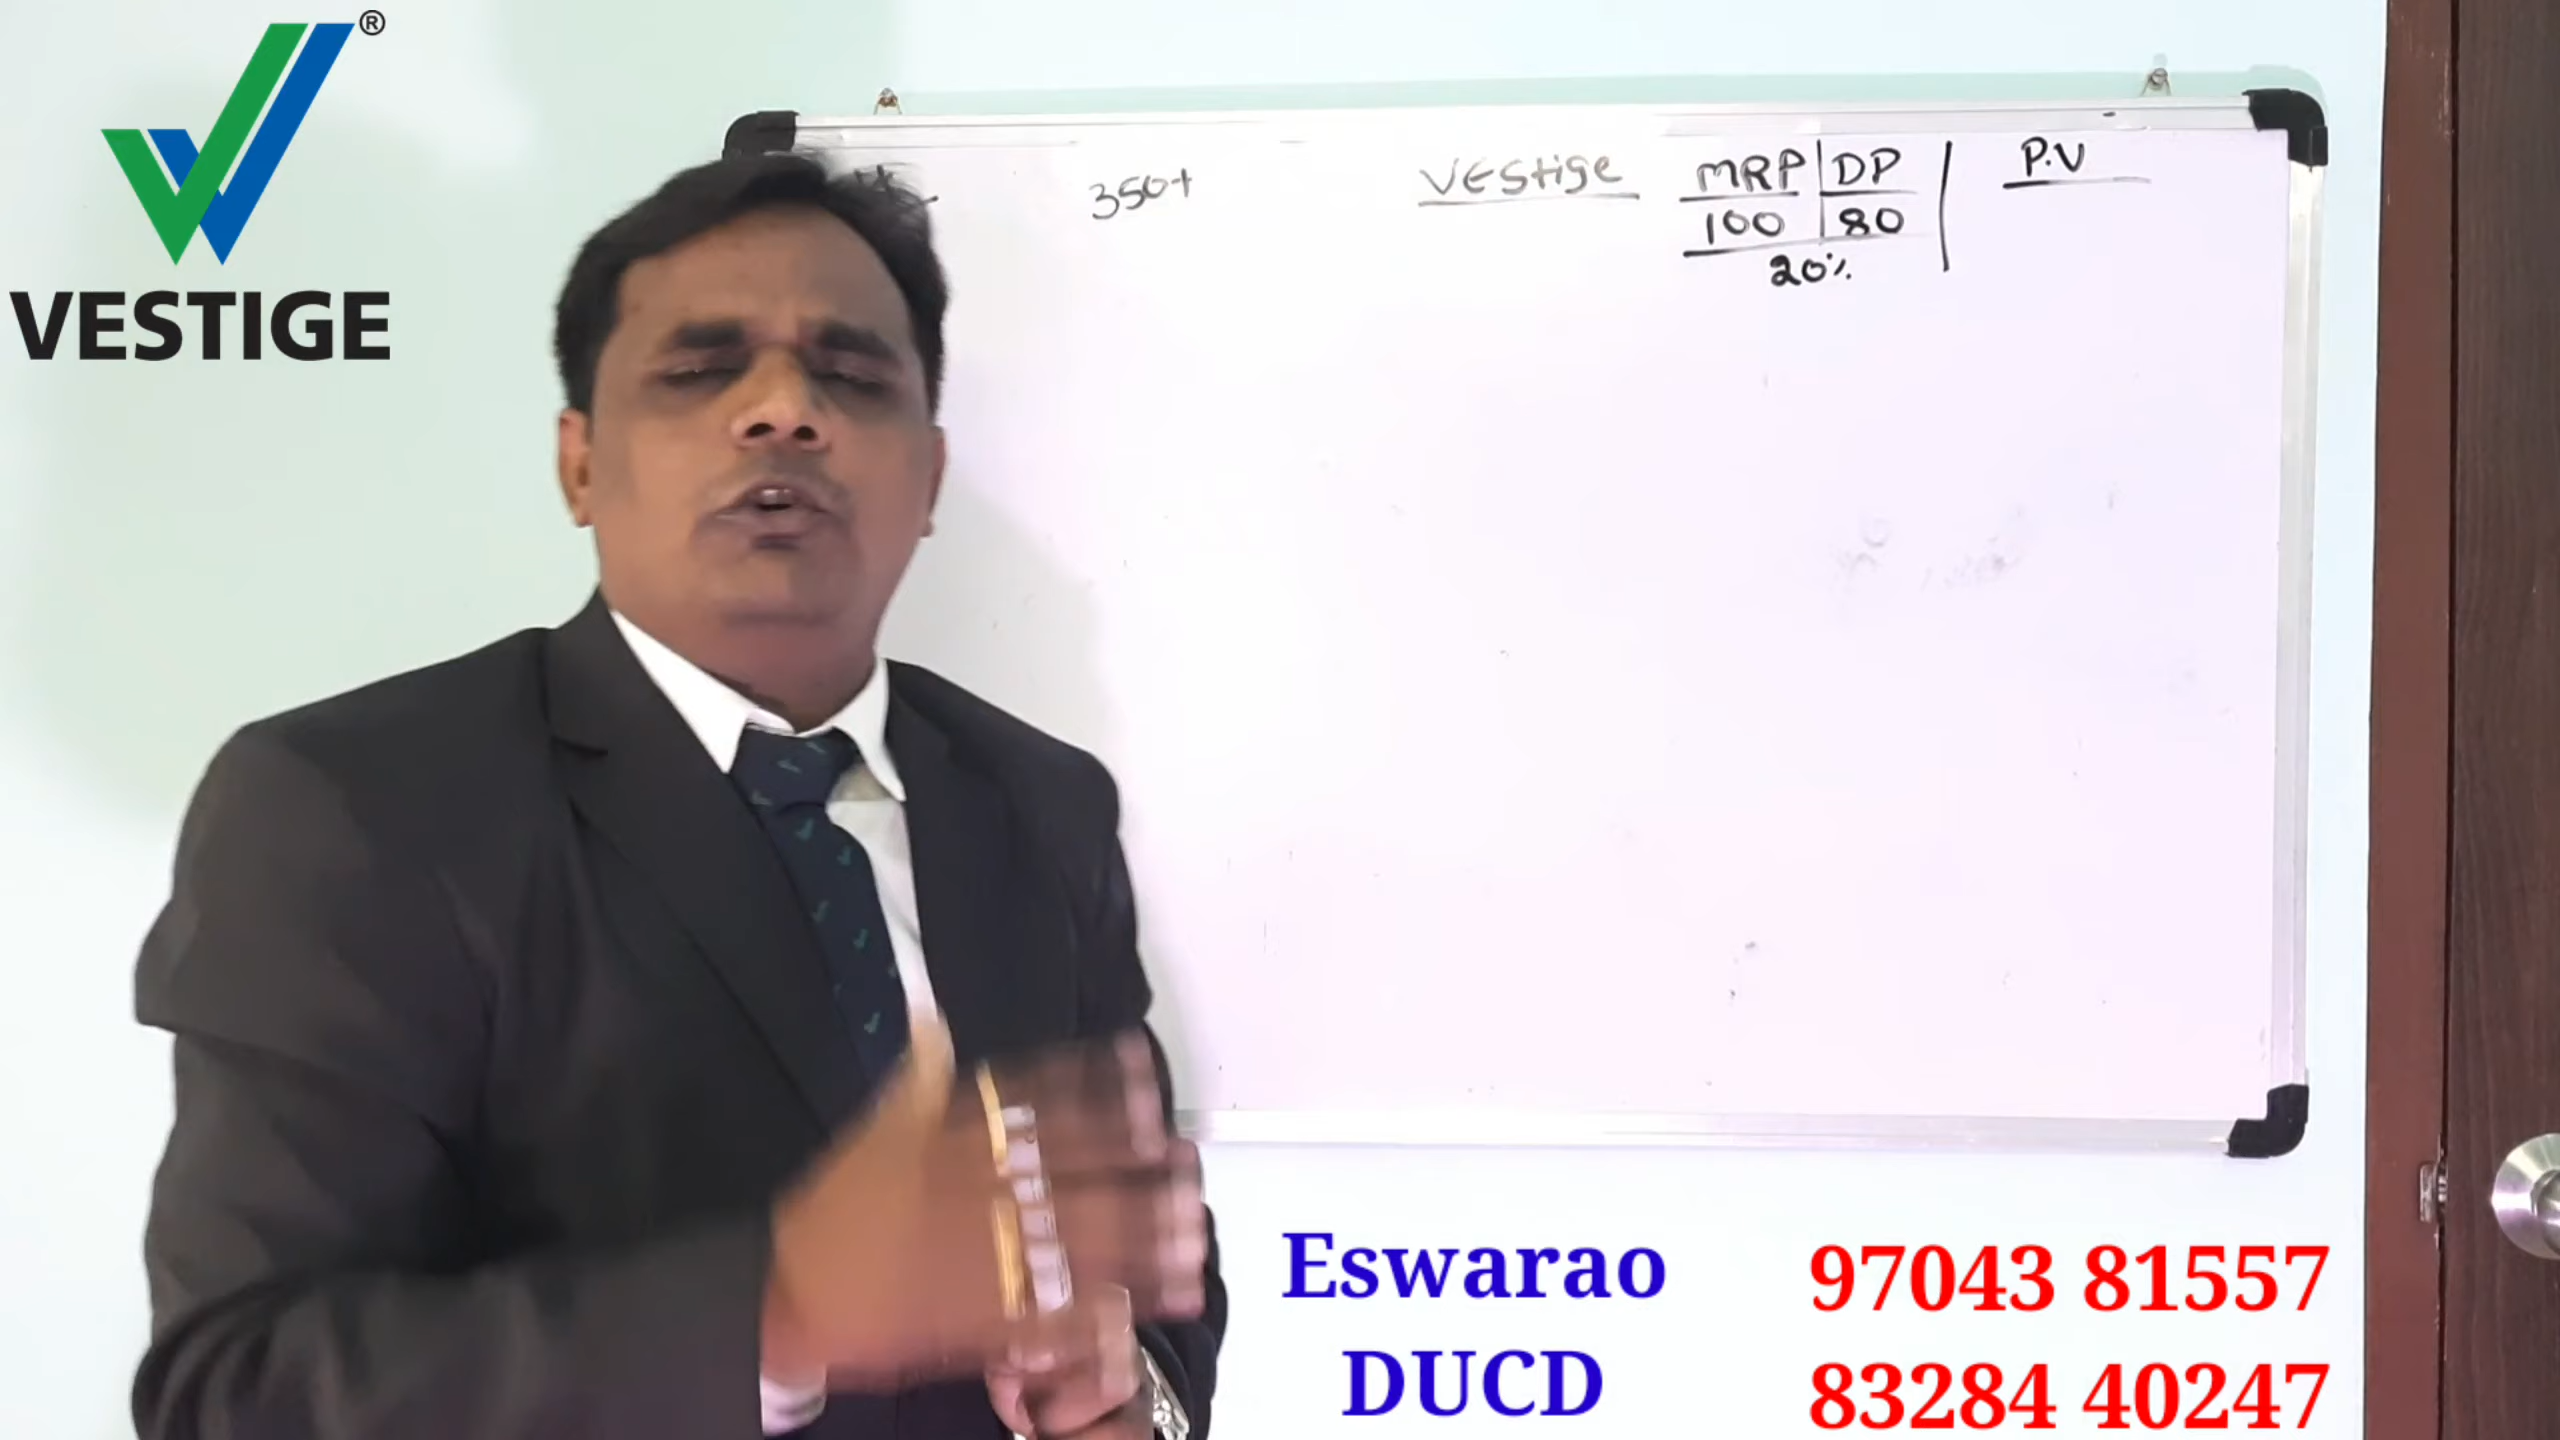 ®
VESTIGE
350+
VEStige
MRP DP P.V
100 80
20%
Eswarao 97043 81557
DUCD 83284 40247